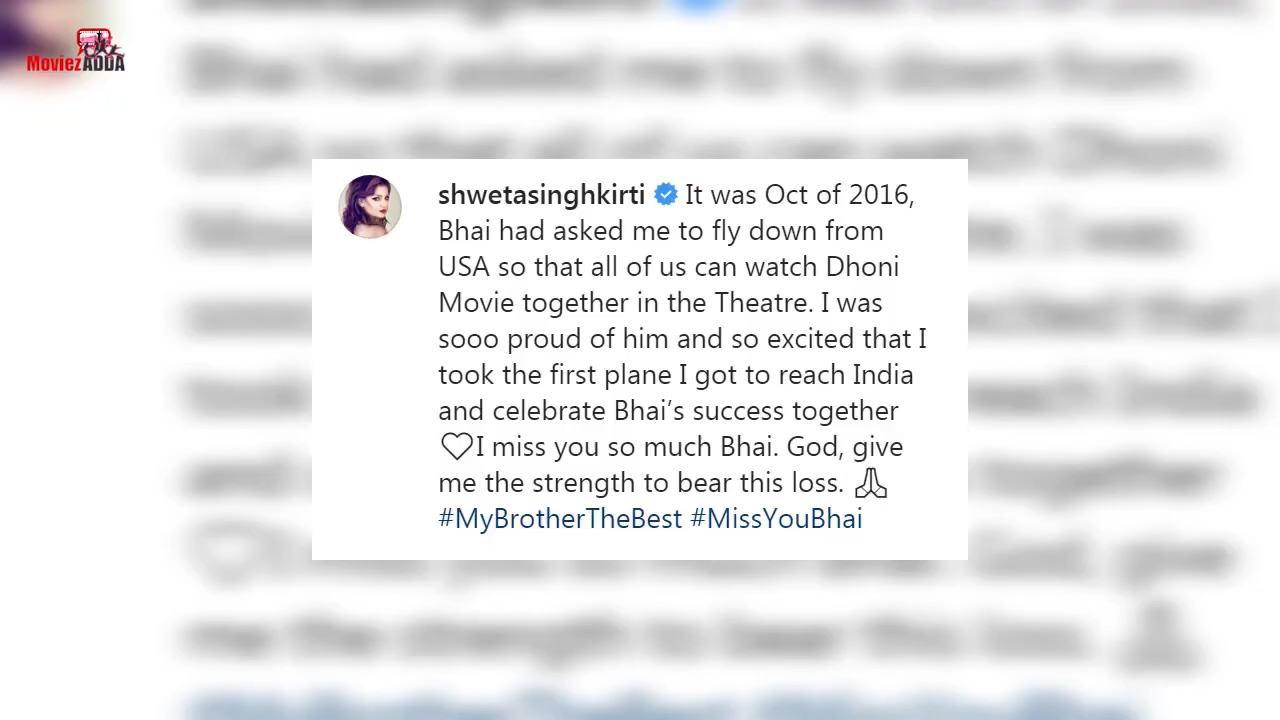 MoviezADDA
shwetasinghkirti It was Oct of 2016,
Bhai had asked me to fly down from
USA so that all of us can watch Dhoni
Movie together in the Theatre. I was
sooo proud of him and so excited that I
took the first plane I got to reach India
and celebrate Bhai’s success together
♡I miss you so much Bhai. God, give
me the strength to bear this loss. 🙏
#MyBrotherTheBest #MissYouBhai